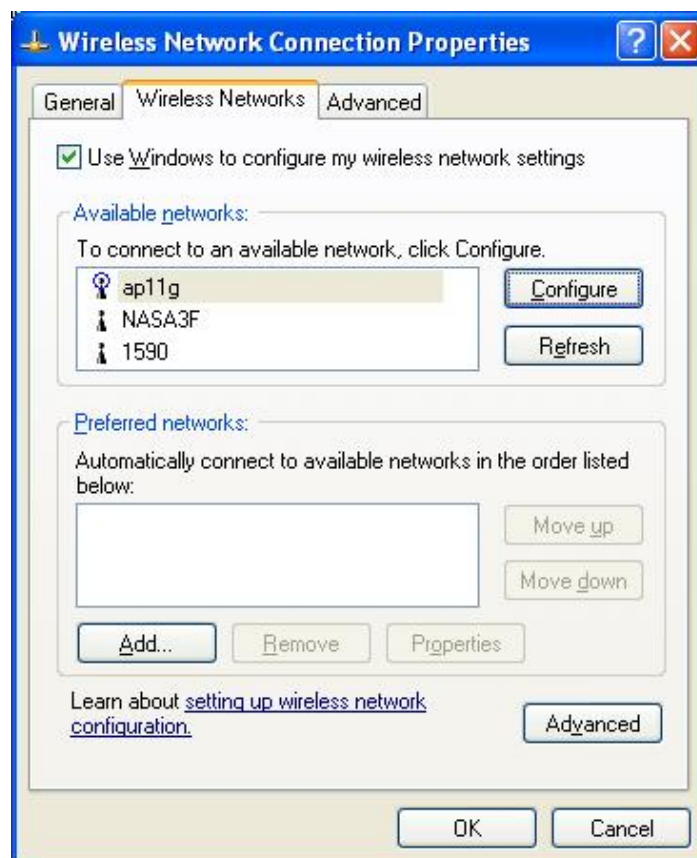 Wireless Network Connection Properties
General Wireless Networks Advanced
Use Windows to configure my wireless network settings
Available networks:
To connect to an available network, click Configure.
ap11g
NASA3F
1590
Configure
Refresh
Preferred networks:
Automatically connect to available networks in the order listed
below:
Move up
Move down
Add... Remove Properties
Learn about setting up wireless network
configuration.
Advanced
OK Cancel